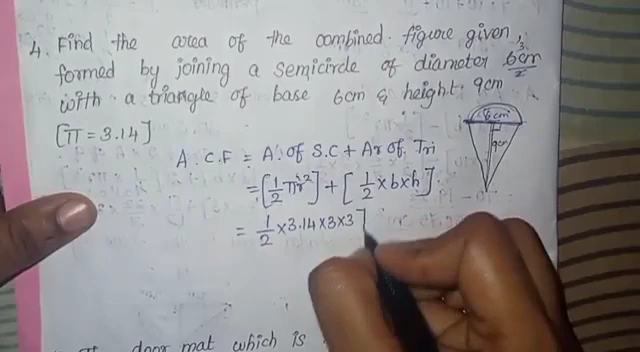 4. Find the area of the combined figure given,
formed by joining a semicircle of diameter 6cm/2 3
with a triangle of base 6cm & height 9cm
[π = 3.14]
6cm
9cm
A C.F = A. of S.C + Ar of. Tri
= [1/2 πr²] + [1/2 × b × h]
= 1/2 × 3.14 × 3 × 3]
door mat which is